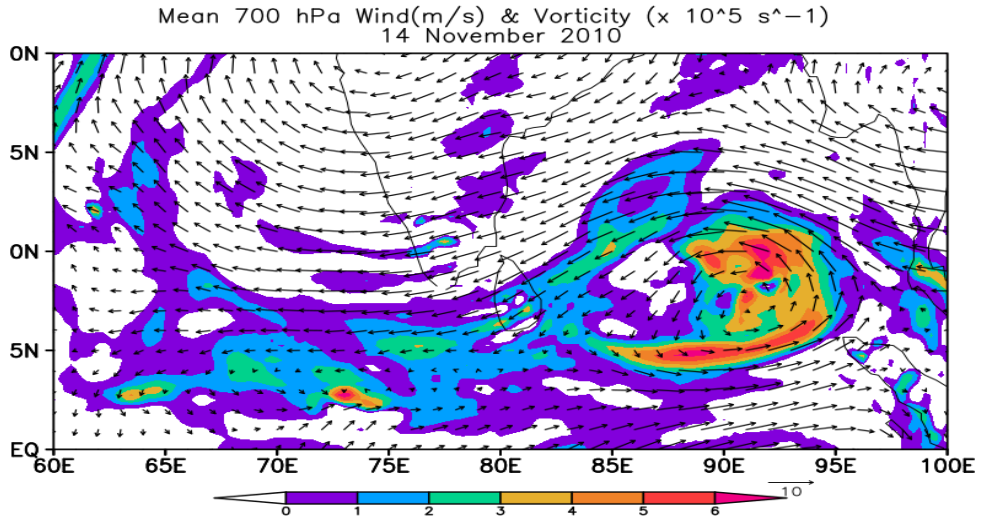 Mean 700 hPa Wind(m/s) & Vorticity (x 10^5 s^-1)
14 November 2010
0N
5N
0N
5N
EQ
60E 65E 70E 75E 80E 85E 90E 95E 100E
10
0 1 2 3 4 5 6